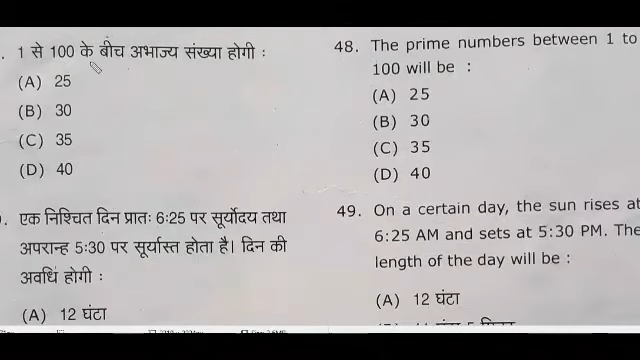 1 से 100 के बीच अभाज्य संख्या होगी :
(A) 25
(B) 30
(C) 35
(D) 40
एक निश्चित दिन प्रातः 6:25 पर सूर्योदय तथा
अपरान्ह 5:30 पर सूर्यास्त होता है। दिन की
अवधि होगी :
(A) 12 घंटा
48. The prime numbers between 1 to
100 will be :
(A) 25
(B) 30
(C) 35
(D) 40
49. On a certain day, the sun rises at
6:25 AM and sets at 5:30 PM. The
length of the day will be :
(A) 12 घंटा